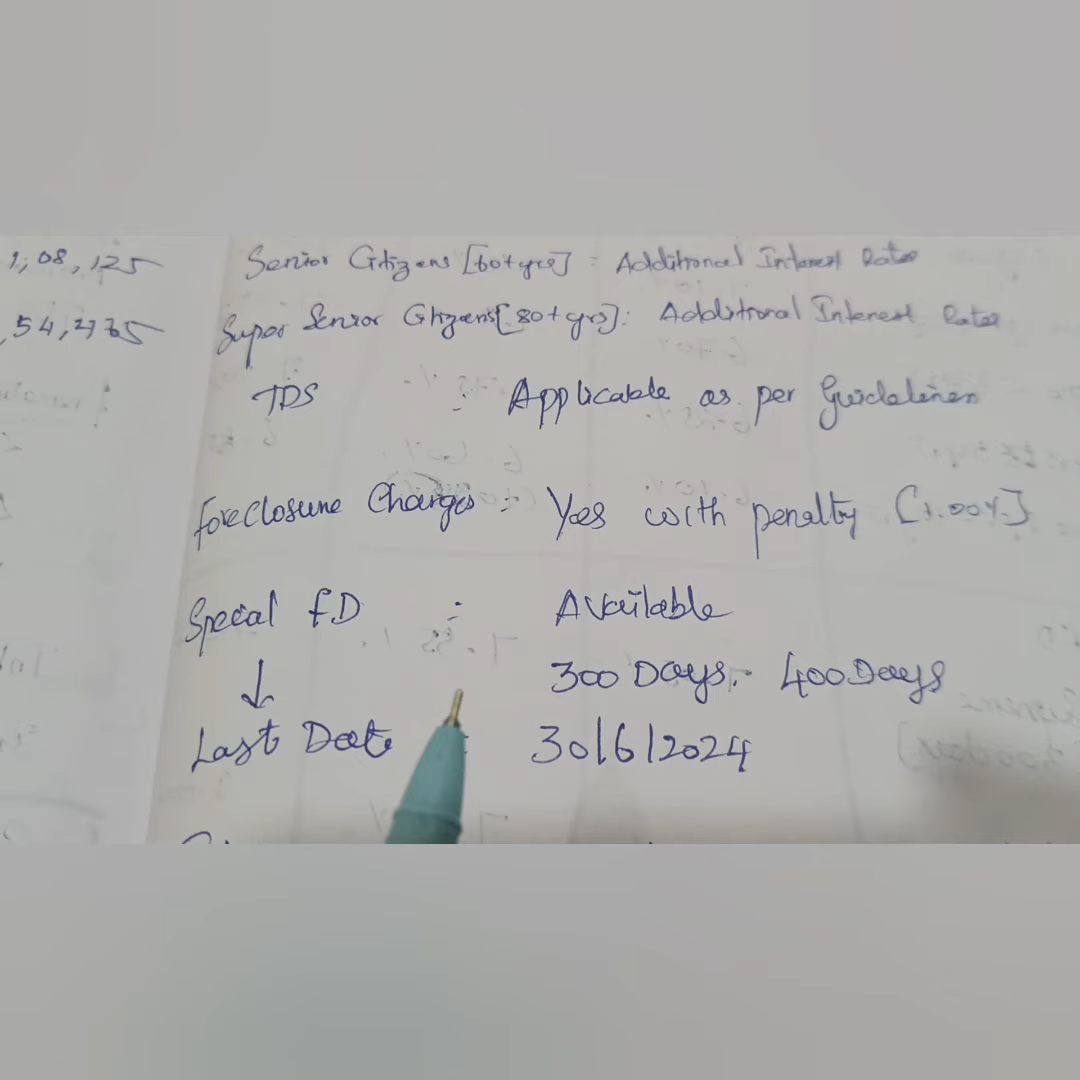 1,08,125
Senior Citizens [60+yrs] : Additional Interest Rates
Super Senior Citizens [80+yrs]: Additional Interest Rates
TDS : Applicable as per Guidelines
Foreclosure Charges : Yes with penalty [1.00%]
Special FD : Available
300 Days. 400 Days
Last Date : 30/6/2024